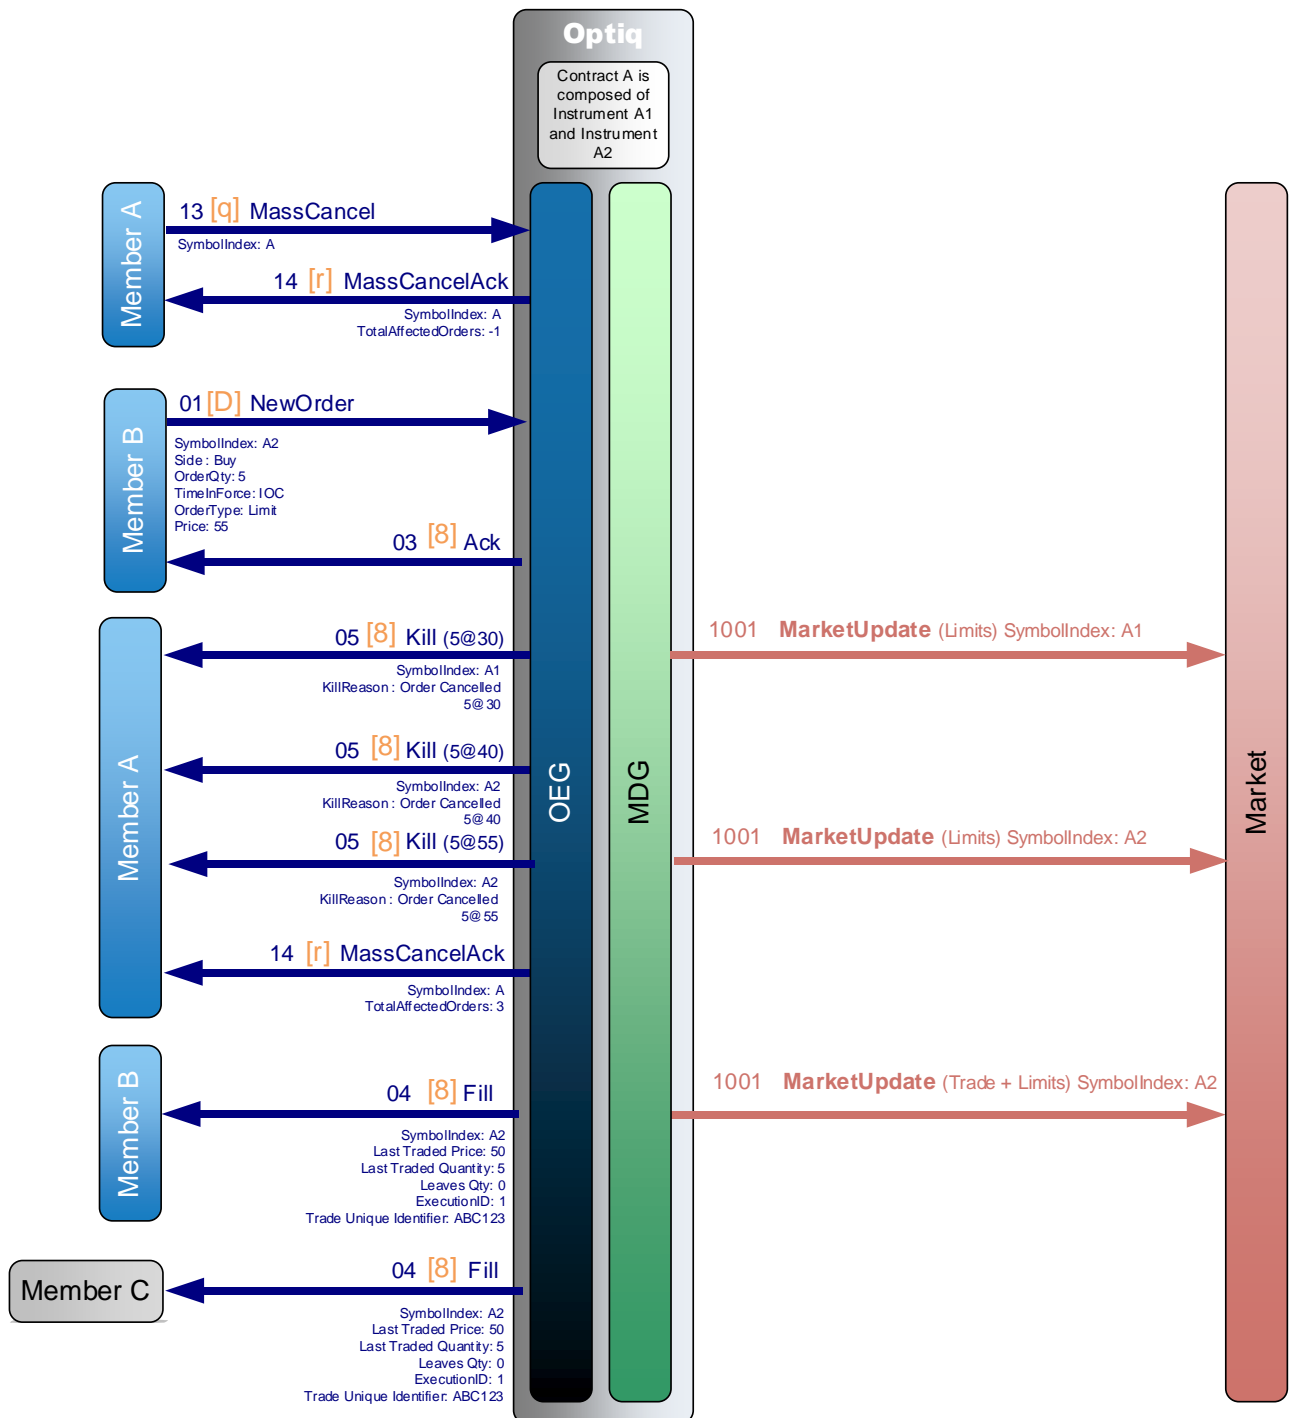 Optiq
Contract A is
composed of
Instrument A1
and Instrument
A2
Member A
13 [q] MassCancel
SymbolIndex: A
14 [r] MassCancelAck
SymbolIndex: A
TotalAffectedOrders: -1
Member B
01 [D] NewOrder
SymbolIndex: A2
Side : Buy
OrderQty: 5
TimeInForce: IOC
OrderType: Limit
Price: 55
03 [8] Ack
Member A
05 [8] Kill (5@30)
SymbolIndex: A1
KillReason : Order Cancelled
5@30
1001 MarketUpdate (Limits) SymbolIndex: A1
05 [8] Kill (5@40)
SymbolIndex: A2
KillReason : Order Cancelled
5@40
05 [8] Kill (5@55)
SymbolIndex: A2
KillReason : Order Cancelled
5@55
1001 MarketUpdate (Limits) SymbolIndex: A2
14 [r] MassCancelAck
SymbolIndex: A
TotalAffectedOrders: 3
OEG
MDG
Market
Member B
04 [8] Fill
SymbolIndex: A2
Last Traded Price: 50
Last Traded Quantity: 5
Leaves Qty: 0
ExecutionID: 1
Trade Unique Identifier: ABC123
1001 MarketUpdate (Trade + Limits) SymbolIndex: A2
Member C
04 [8] Fill
SymbolIndex: A2
Last Traded Price: 50
Last Traded Quantity: 5
Leaves Qty: 0
ExecutionID: 1
Trade Unique Identifier: ABC123